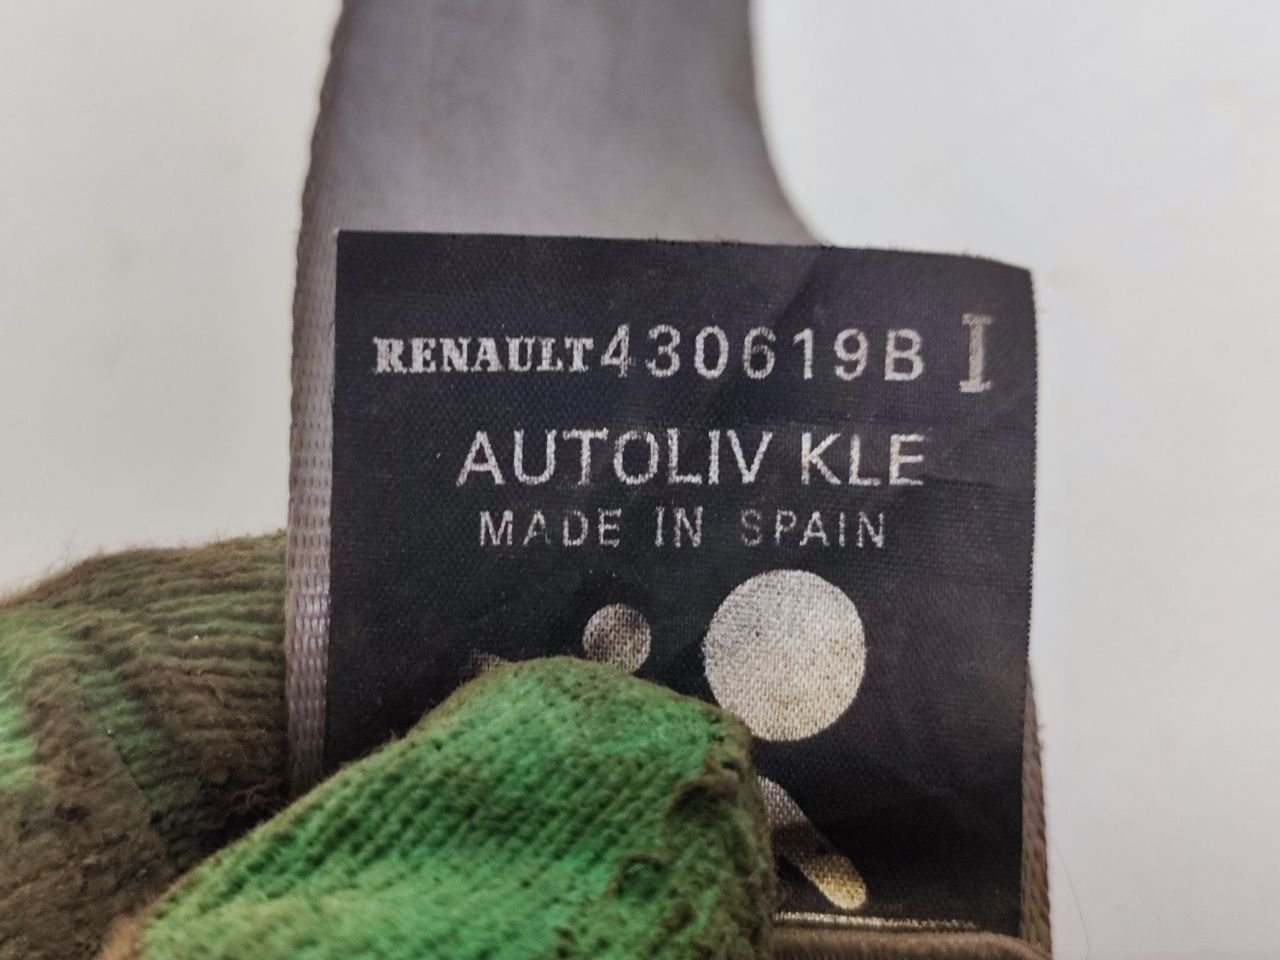 RENAULT 430619B I
AUTOLIV KLE
MADE IN SPAIN